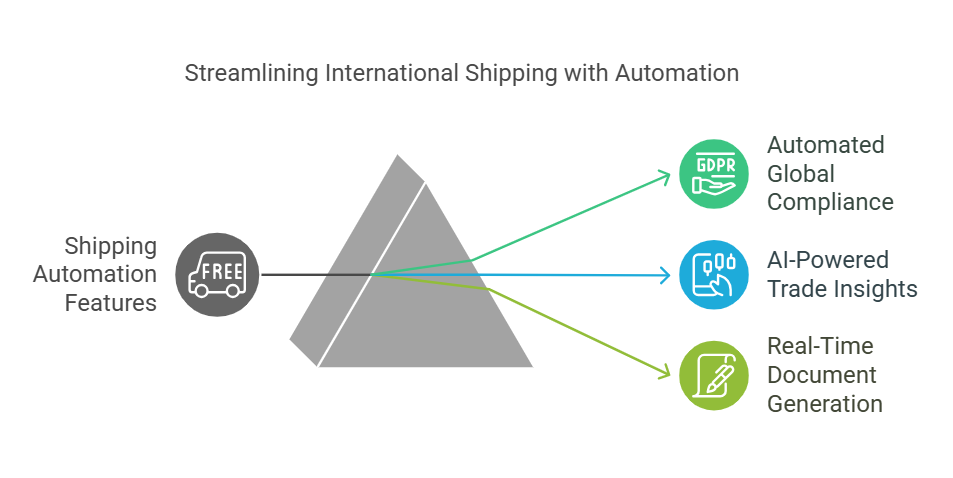 Streamlining International Shipping with Automation
Shipping
Automation
Features
FREE
GDPR
Automated
Global
Compliance
AI-Powered
Trade Insights
Real-Time
Document
Generation